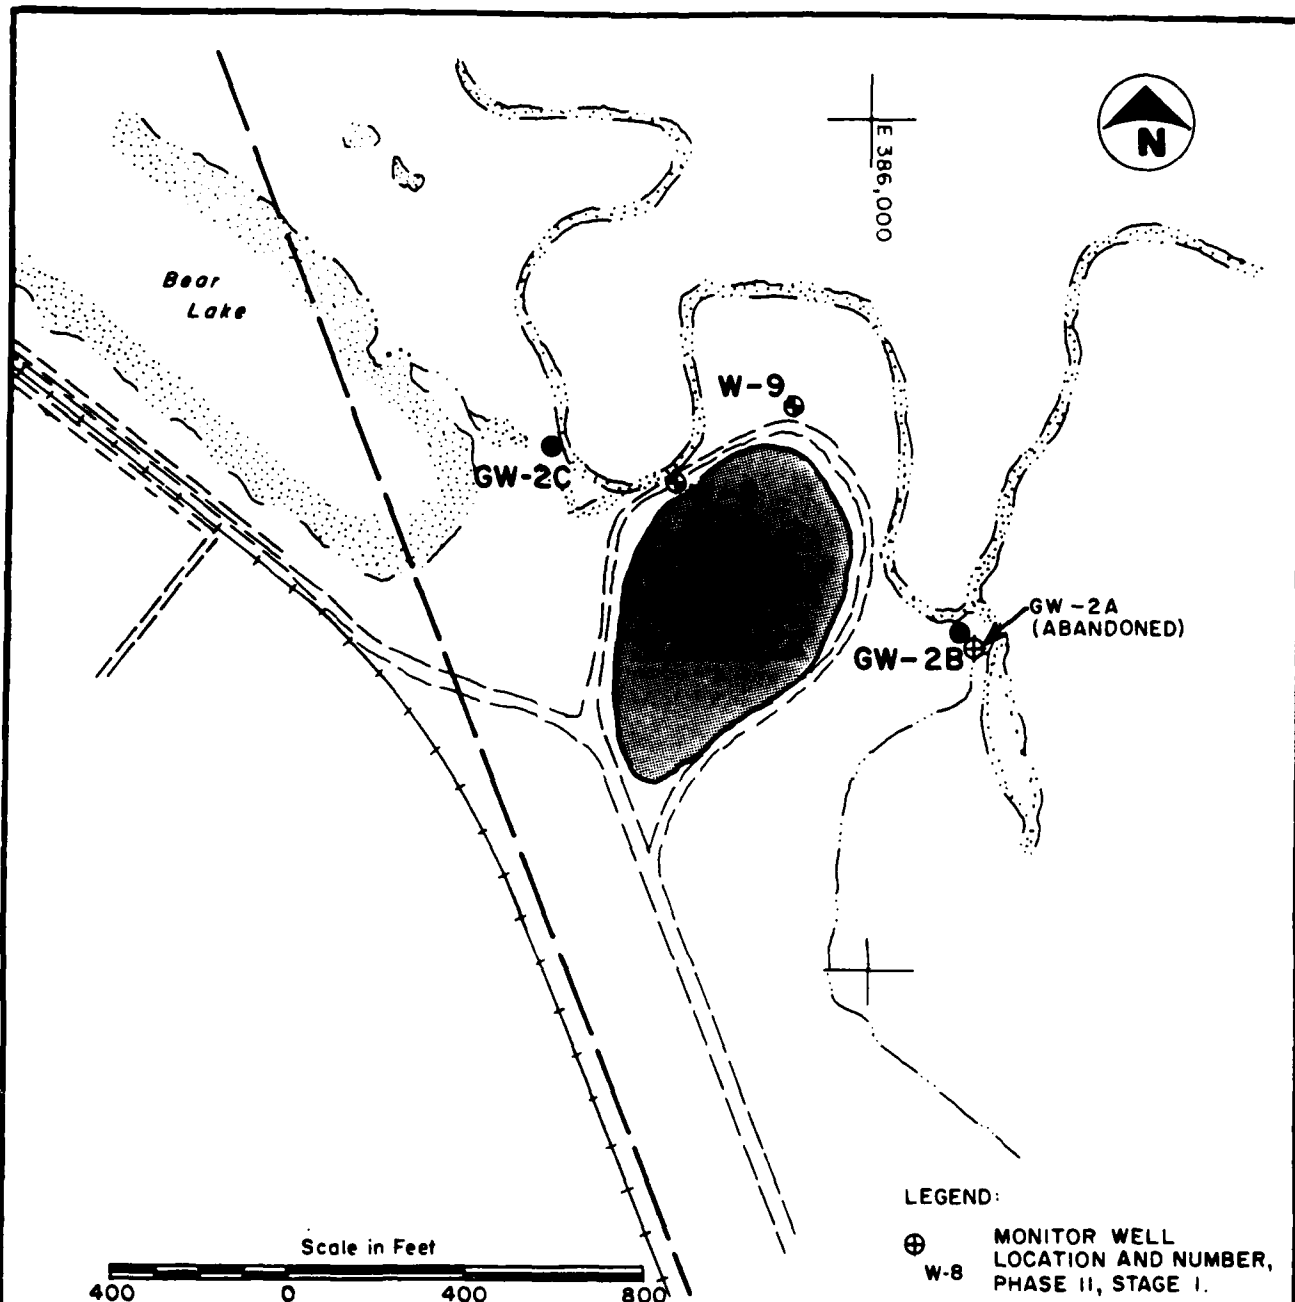 N
E 386,000
Bear
Lake
W-9
GW-2C
GW-2A
(ABANDONED)
GW-2B
LEGEND:
MONITOR WELL
LOCATION AND NUMBER,
W-8
PHASE II, STAGE 1.
Scale in Feet
400 0 400 800